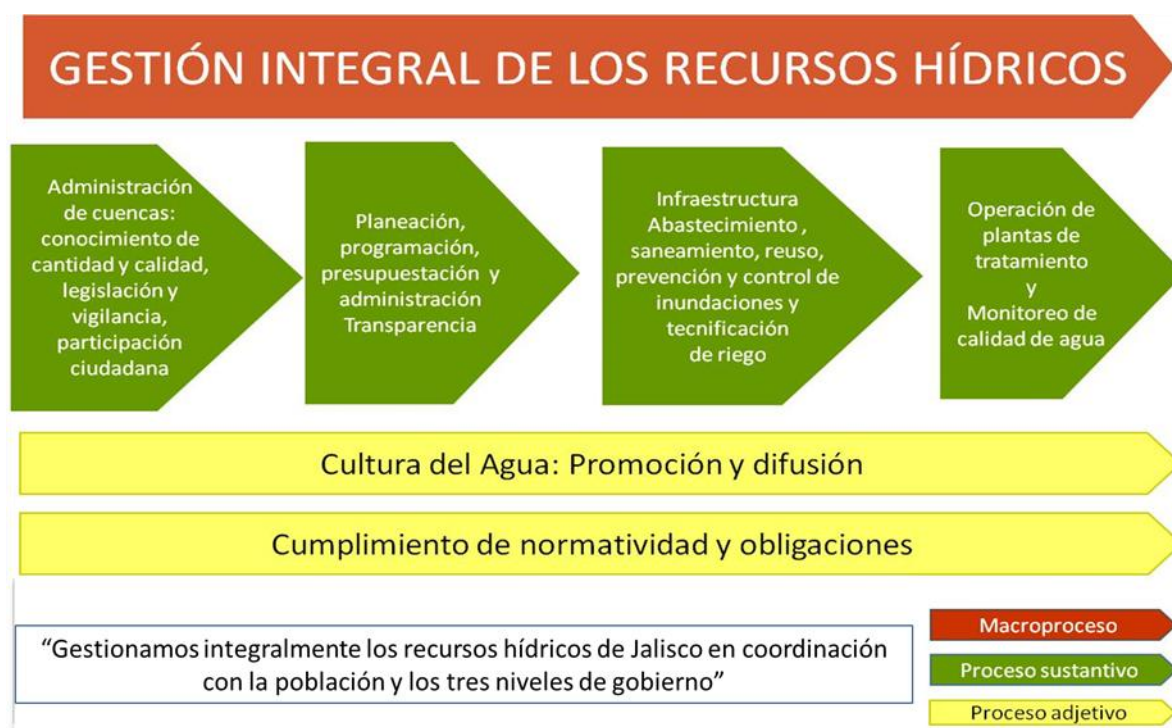 GESTIÓN INTEGRAL DE LOS RECURSOS HÍDRICOS
Administración
de cuencas:
conocimiento de
cantidad y calidad,
legislación y
vigilancia,
participación
ciudadana
Planeación,
programación,
presupuestación y
administración
Transparencia
Infraestructura
Abastecimiento ,
saneamiento, reuso,
prevención y control de
inundaciones y
tecnificación
de riego
Operación de
plantas de
tratamiento
y
Monitoreo de
calidad de agua
Cultura del Agua: Promoción y difusión
Cumplimiento de normatividad y obligaciones
“Gestionamos integralmente los recursos hídricos de Jalisco en coordinación
con la población y los tres niveles de gobierno”
Macroproceso
Proceso sustantivo
Proceso adjetivo